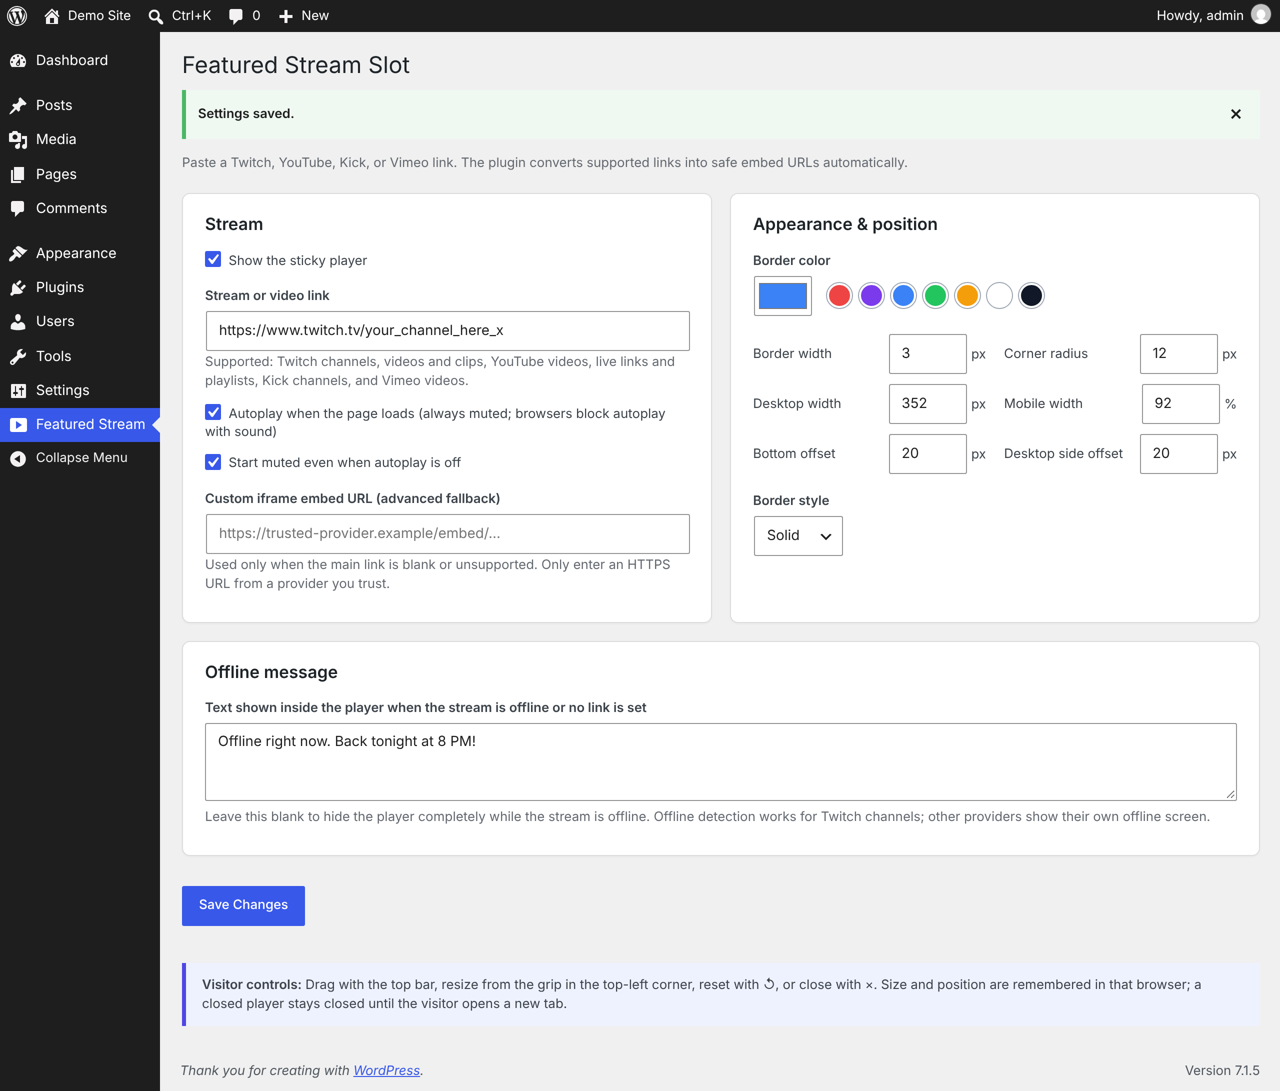 Demo Site
Ctrl+K
0
New
Howdy, admin
Dashboard
Posts
Media
Pages
Comments
Appearance
Plugins
Users
Tools
Settings
Featured Stream
Collapse Menu
Featured Stream Slot
Settings saved.
Paste a Twitch, YouTube, Kick, or Vimeo link. The plugin converts supported links into safe embed URLs automatically.
Stream
Show the sticky player
Stream or video link
https://www.twitch.tv/your_channel_here_x
Supported: Twitch channels, videos and clips, YouTube videos, live links and
playlists, Kick channels, and Vimeo videos.
Autoplay when the page loads (always muted; browsers block autoplay
with sound)
Start muted even when autoplay is off
Custom iframe embed URL (advanced fallback)
https://trusted-provider.example/embed/...
Used only when the main link is blank or unsupported. Only enter an HTTPS
URL from a provider you trust.
Appearance & position
Border color
Border width 3 px Corner radius 12 px
Desktop width 352 px Mobile width 92 %
Bottom offset 20 px Desktop side offset 20 px
Border style
Solid
Offline message
Text shown inside the player when the stream is offline or no link is set
Offline right now. Back tonight at 8 PM!
Leave this blank to hide the player completely while the stream is offline. Offline detection works for Twitch channels; other providers show their own offline screen.
Save Changes
Visitor controls: Drag with the top bar, resize from the grip in the top-left corner, reset with ↺, or close with ×. Size and position are remembered in that browser; a
closed player stays closed until the visitor opens a new tab.
Thank you for creating with WordPress.
Version 7.1.5